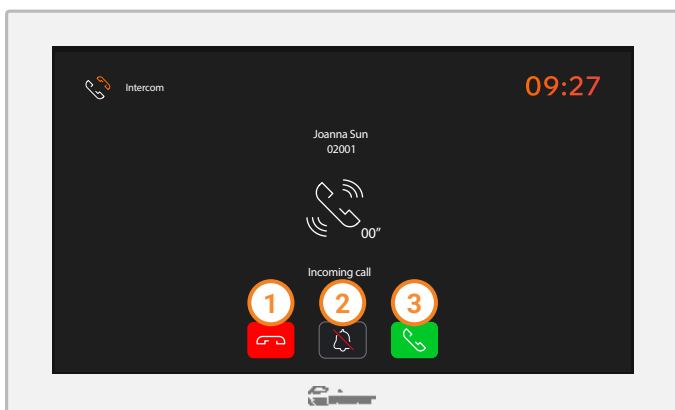 Intercom
09:27
Joanna Sun
02001
00”
Incoming call
1
2
3